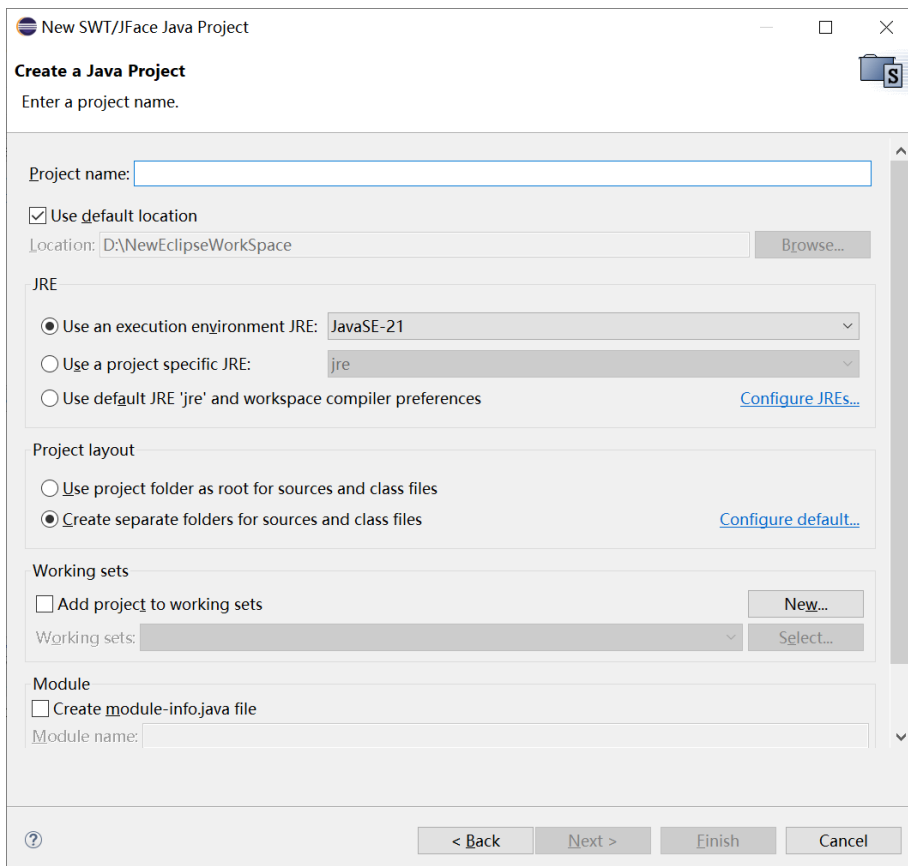 New SWT/JFace Java Project
Create a Java Project
Enter a project name.
Project name:
Use default location
Location: D:\NewEclipseWorkSpace Browse...
JRE
Use an execution environment JRE: JavaSE-21
Use a project specific JRE: jre
Use default JRE 'jre' and workspace compiler preferences Configure JREs...
Project layout
Use project folder as root for sources and class files
Create separate folders for sources and class files Configure default...
Working sets
Add project to working sets New...
Working sets: Select...
Module
Create module-info.java file
Module name:
< Back Next > Finish Cancel